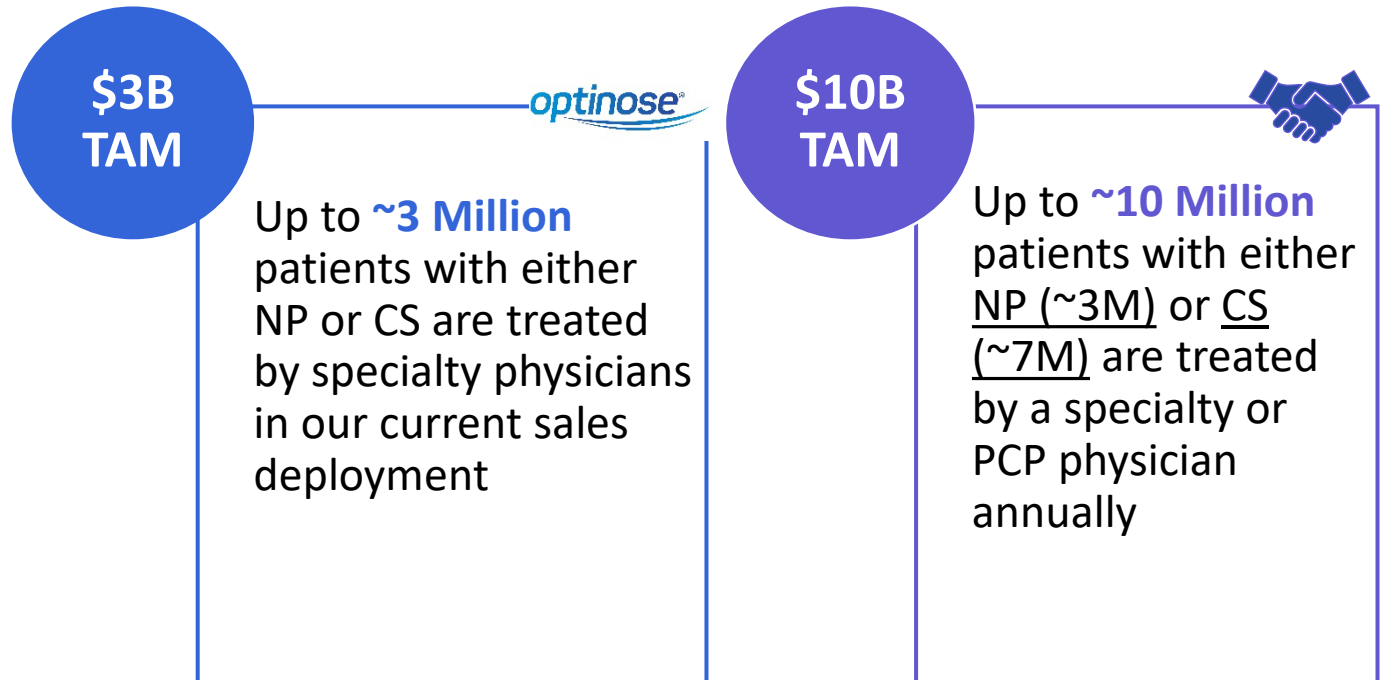 $3B
TAM
optinose®
Up to ~3 Million
patients with either
NP or CS are treated
by specialty physicians
in our current sales
deployment
$10B
TAM
Up to ~10 Million
patients with either
NP (~3M) or CS
(~7M) are treated
by a specialty or
PCP physician
annually